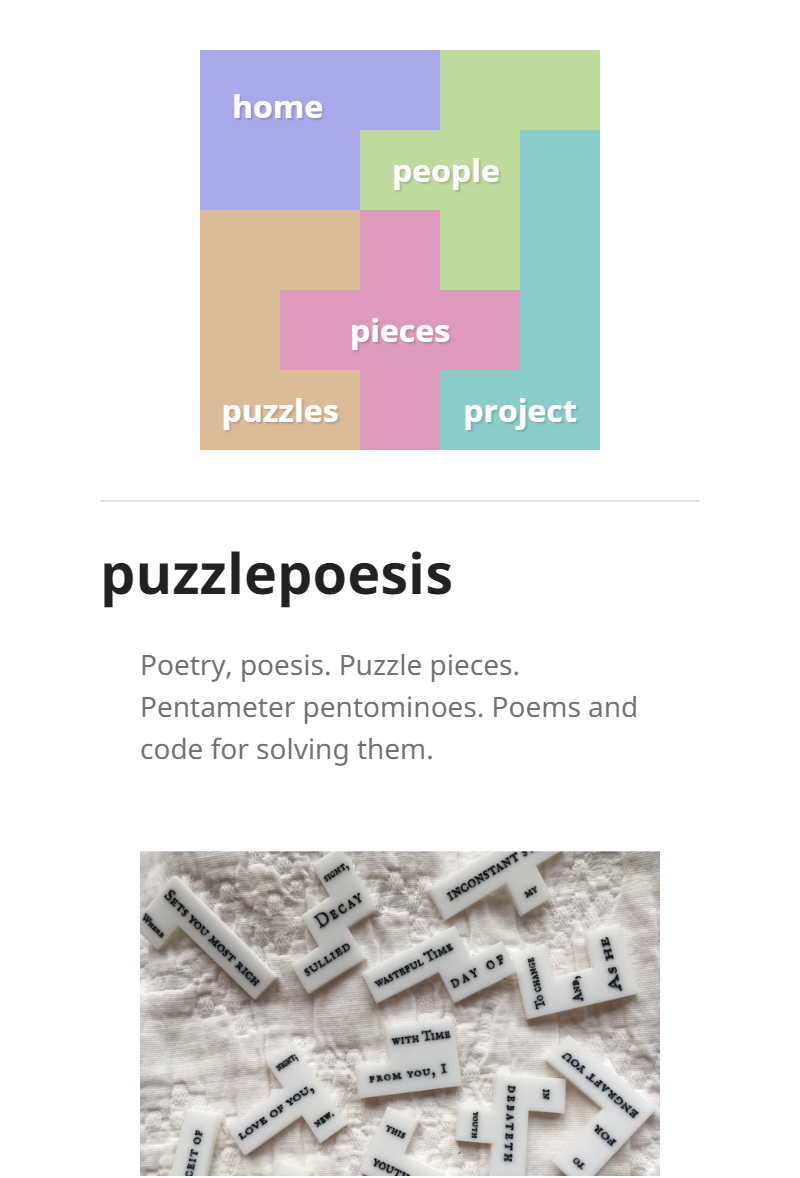 home
people
pieces
puzzles
project
puzzlepoesis
Poetry, poesis. Puzzle pieces.
Pentameter pentominoes. Poems and
code for solving them.
SIGHT,
INCONSTANT
MY
SETS YOU MOST RICH
WHERE
DECAY
SULLIED
WASTEFUL TIME
DAY OF
TO CHANGE
AND,
AS HE
WITH TIME
FROM YOU, I
NIGHT;
LOVE OF YOU,
NEW.
CEIT OF
THIS
YOUTH
YOUTH
DEBATETH
IN
ENGRAFT YOU
FOR
TO